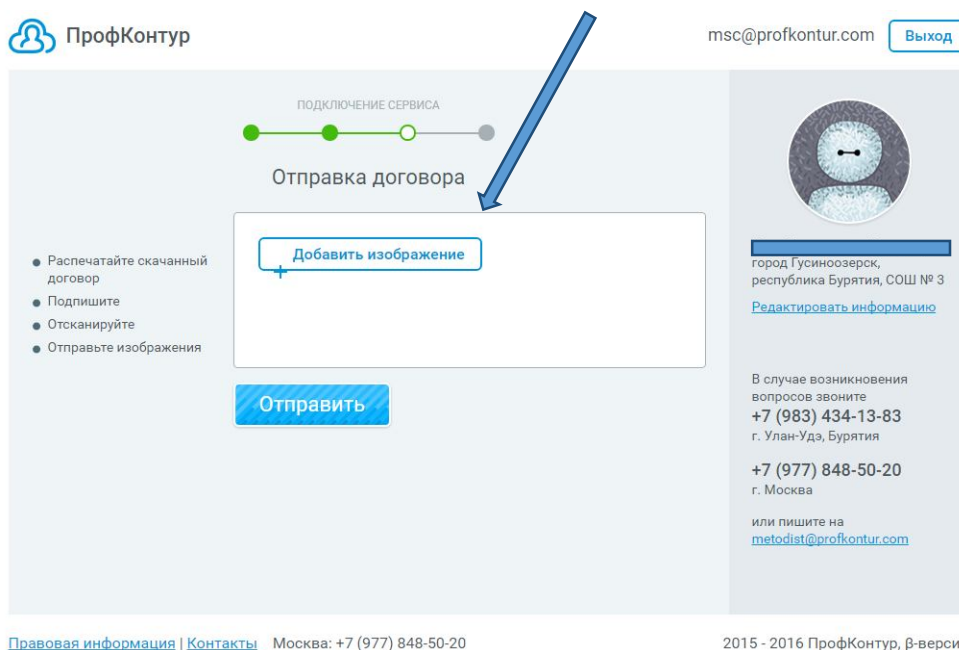 ПрофКонтур
msc@profkontur.com
Выход
ПОДКЛЮЧЕНИЕ СЕРВИСА
Отправка договора
Добавить изображение
+
Распечатайте скачанный
договор
Подпишите
Отсканируйте
Отправьте изображения
Отправить
город Гусиноозерск,
республика Бурятия, СОШ № 3
Редактировать информацию
В случае возникновения
вопросов звоните
+7 (983) 434-13-83
г. Улан-Удэ, Бурятия
+7 (977) 848-50-20
г. Москва
или пишите на
metodist@profkontur.com
Правовая информация | Контакты Москва: +7 (977) 848-50-20
2015 - 2016 ПрофКонтур, β-верси